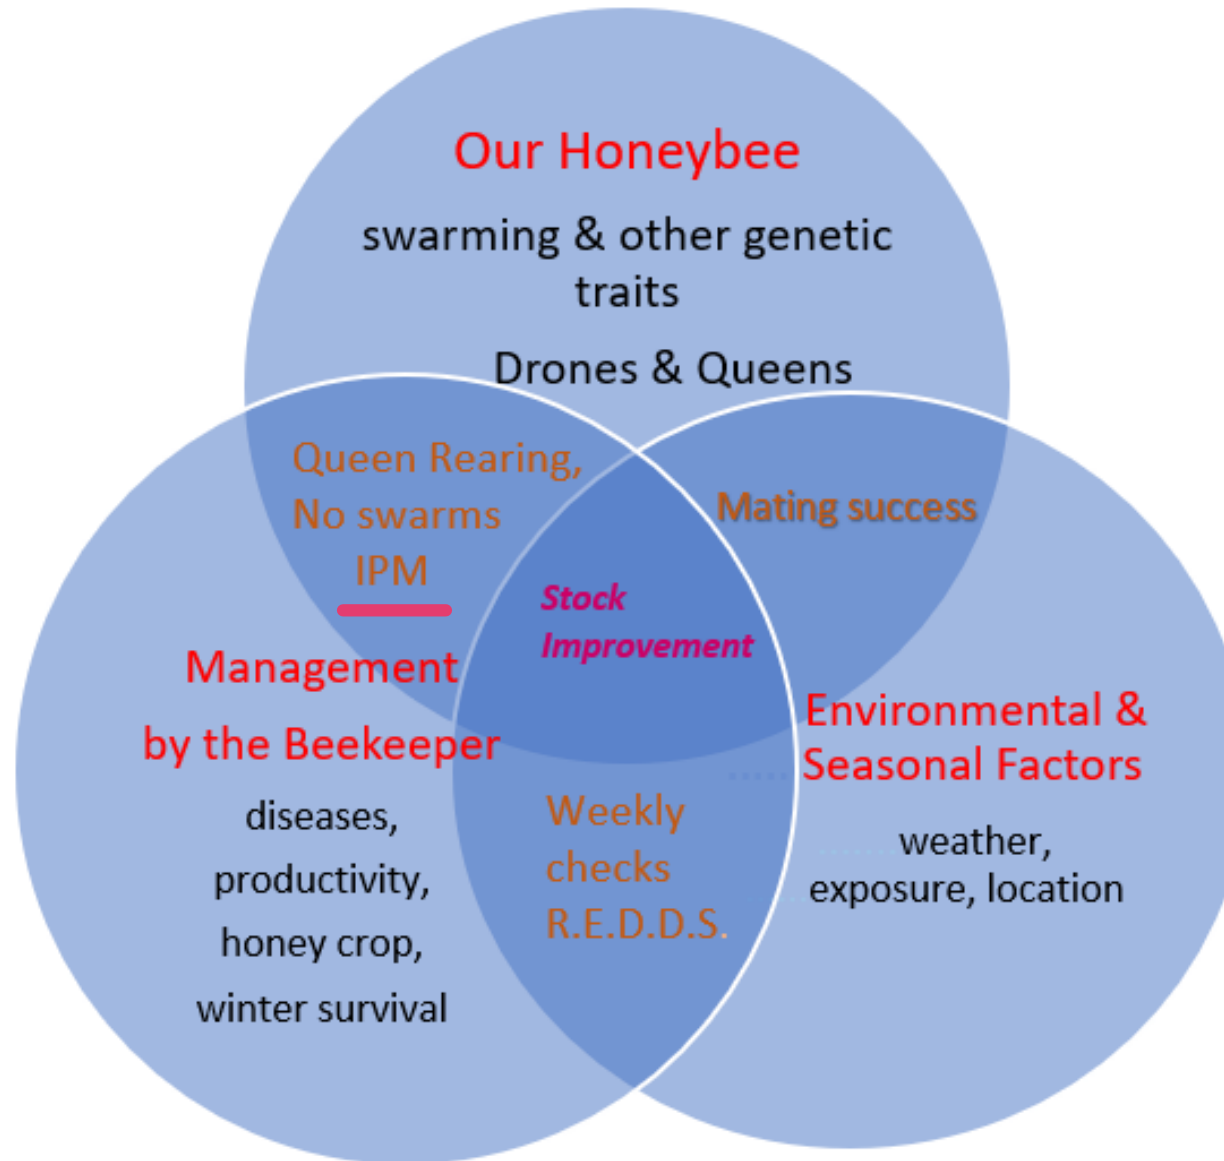 Our Honeybee
swarming & other genetic
traits
Drones & Queens
Queen Rearing,
No swarms
IPM
Mating success
Stock
Improvement
Management
by the Beekeeper
diseases,
productivity,
honey crop,
winter survival
Weekly
checks
R.E.D.D.S.
Environmental &
..... Seasonal Factors
.......weather,
.....exposure, location